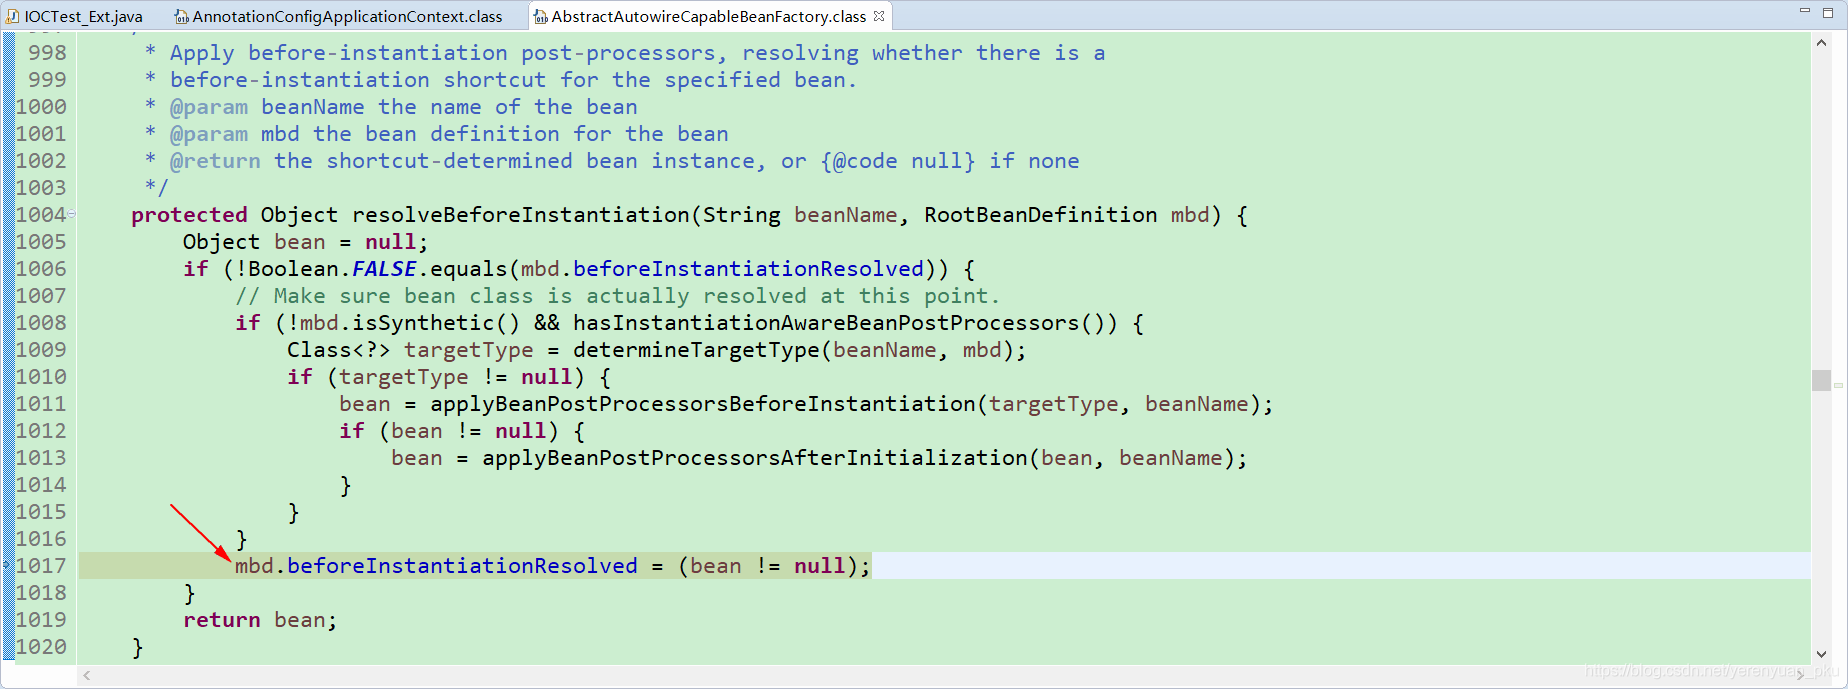 IOCTest_Ext.java AnnotationConfigApplicationContext.class AbstractAutowireCapableBeanFactory.class
998 * Apply before-instantiation post-processors, resolving whether there is a
999 * before-instantiation shortcut for the specified bean.
1000 * @param beanName the name of the bean
1001 * @param mbd the bean definition for the bean
1002 * @return the shortcut-determined bean instance, or {@code null} if none
1003 */
1004 protected Object resolveBeforeInstantiation(String beanName, RootBeanDefinition mbd) {
1005 Object bean = null;
1006 if (!Boolean.FALSE.equals(mbd.beforeInstantiationResolved)) {
1007 // Make sure bean class is actually resolved at this point.
1008 if (!mbd.isSynthetic() && hasInstantiationAwareBeanPostProcessors()) {
1009 Class<?> targetType = determineTargetType(beanName, mbd);
1010 if (targetType != null) {
1011 bean = applyBeanPostProcessorsBeforeInstantiation(targetType, beanName);
1012 if (bean != null) {
1013 bean = applyBeanPostProcessorsAfterInitialization(bean, beanName);
1014 }
1015 }
1016 }
1017 mbd.beforeInstantiationResolved = (bean != null);
1018 }
1019 return bean;
1020 }
https://blog.csdn.net/yerenyuan_pku